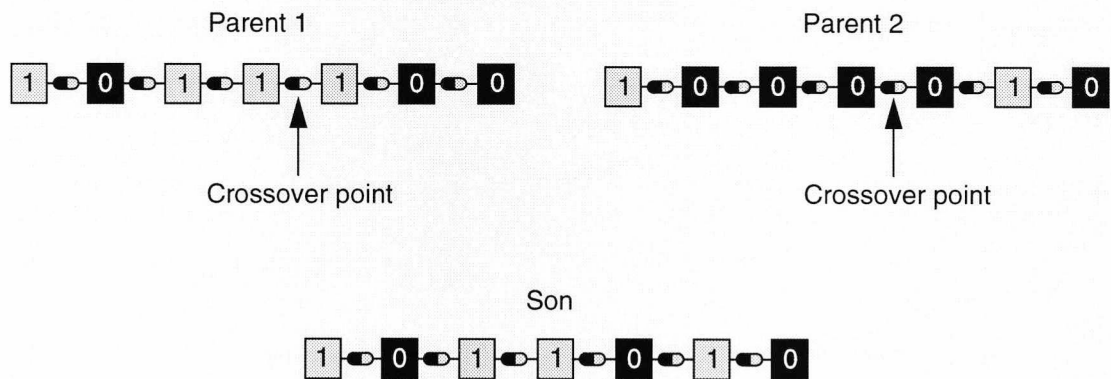 Parent 1
Parent 2
1 0 1 1 1 0 0
1 0 0 0 0 1 0
Crossover point
Crossover point
Son
1 0 1 1 0 1 0